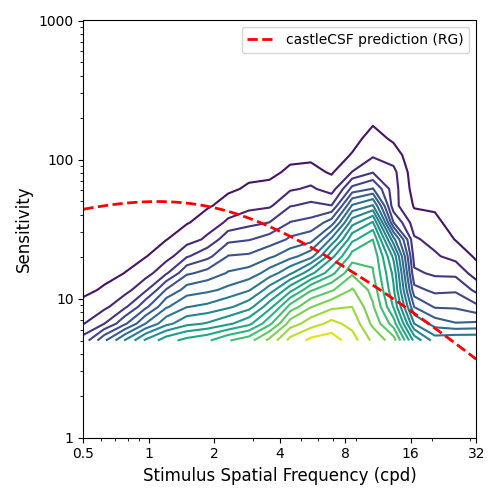 castleCSF prediction (RG)
1000
100
10
1
Sensitivity
0.5 1 2 4 8 16 32
Stimulus Spatial Frequency (cpd)